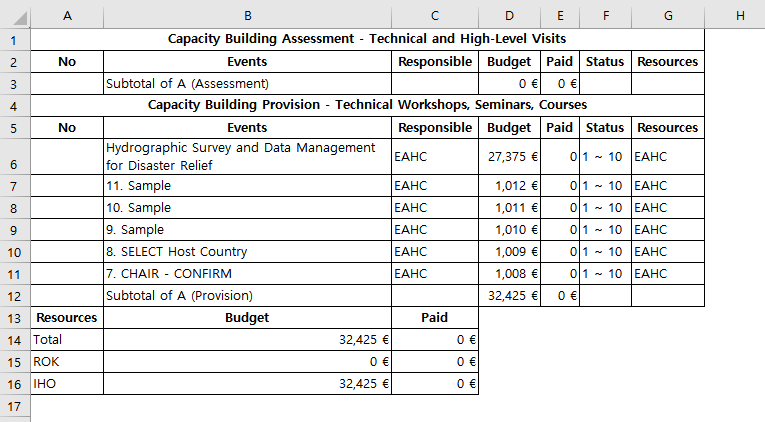 A B C D E F G H
1 Capacity Building Assessment - Technical and High-Level Visits
2 No Events Responsible Budget Paid Status Resources
3 Subtotal of A (Assessment) 0 € 0 €
4 Capacity Building Provision - Technical Workshops, Seminars, Courses
5 No Events Responsible Budget Paid Status Resources
Hydrographic Survey and Data Management
6 for Disaster Relief EAHC 27,375 € 0 1 ~ 10 EAHC
7 11. Sample EAHC 1,012 € 0 1 ~ 10 EAHC
8 10. Sample EAHC 1,011 € 0 1 ~ 10 EAHC
9 9. Sample EAHC 1,010 € 0 1 ~ 10 EAHC
10 8. SELECT Host Country EAHC 1,009 € 0 1 ~ 10 EAHC
11 7. CHAIR - CONFIRM EAHC 1,008 € 0 1 ~ 10 EAHC
12 Subtotal of A (Provision) 32,425 € 0 €
13 Resources Budget Paid
14 Total 32,425 € 0 €
15 ROK 0 € 0 €
16 IHO 32,425 € 0 €
17